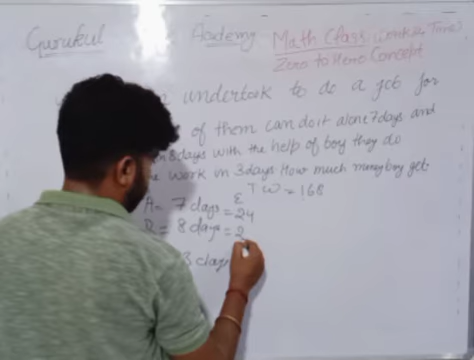 Gurukul Academy Math Class (Work & Time)
Zero to Hero Concept
undertook to do a job for
of them can do it alone 7 days and
8 days with the help of boy they do
work in 3 days How much money boy get
TW = 168
A = 7 days = 24
E
= 8 days = 2
3 days